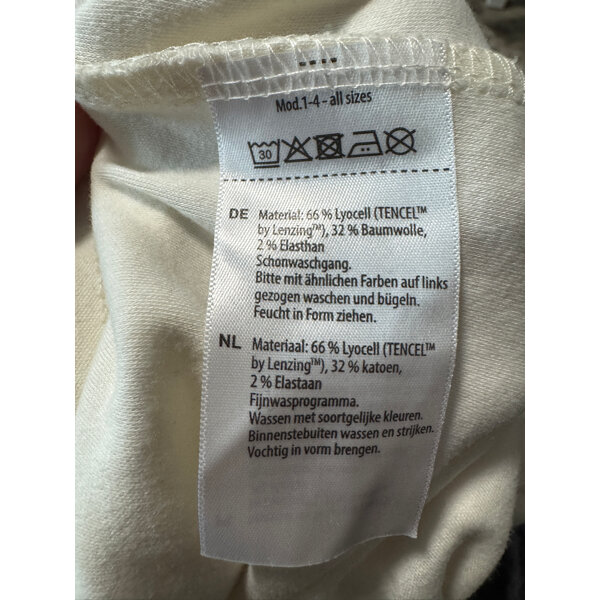 Mod.1-4 - all sizes
30
DE Material: 66 % Lyocell (TENCEL™
by Lenzing™), 32 % Baumwolle,
2 % Elasthan
Schonwaschgang.
Bitte mit ähnlichen Farben auf links
gezogen waschen und bügeln.
Feucht in Form ziehen.
NL Materiaal: 66 % Lyocell (TENCEL™
by Lenzing™), 32 % katoen,
2 % Elastaan
Fijnwasprogramma.
Wassen met soortgelijke kleuren.
Binnenstebuiten wassen en strijken.
Vochtig in vorm brengen.